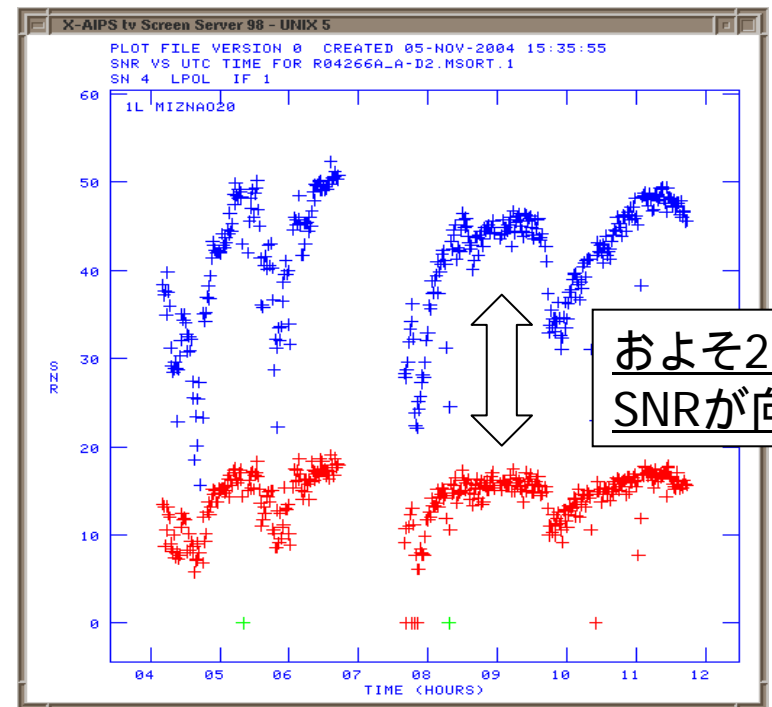 X-AIPS tv Screen Server 98 - UNIX 5
PLOT FILE VERSION 0 CREATED 05-NOV-2004 15:35:55
SNR VS UTC TIME FOR R04266A_A-D2.MSORT.1
SN 4 LPOL IF 1
1L MIZNAO20
60
50
40
30
20
10
0
SNR
およそ2
SNRが向
04 05 06 07 08 09 10 11 12
TIME (HOURS)